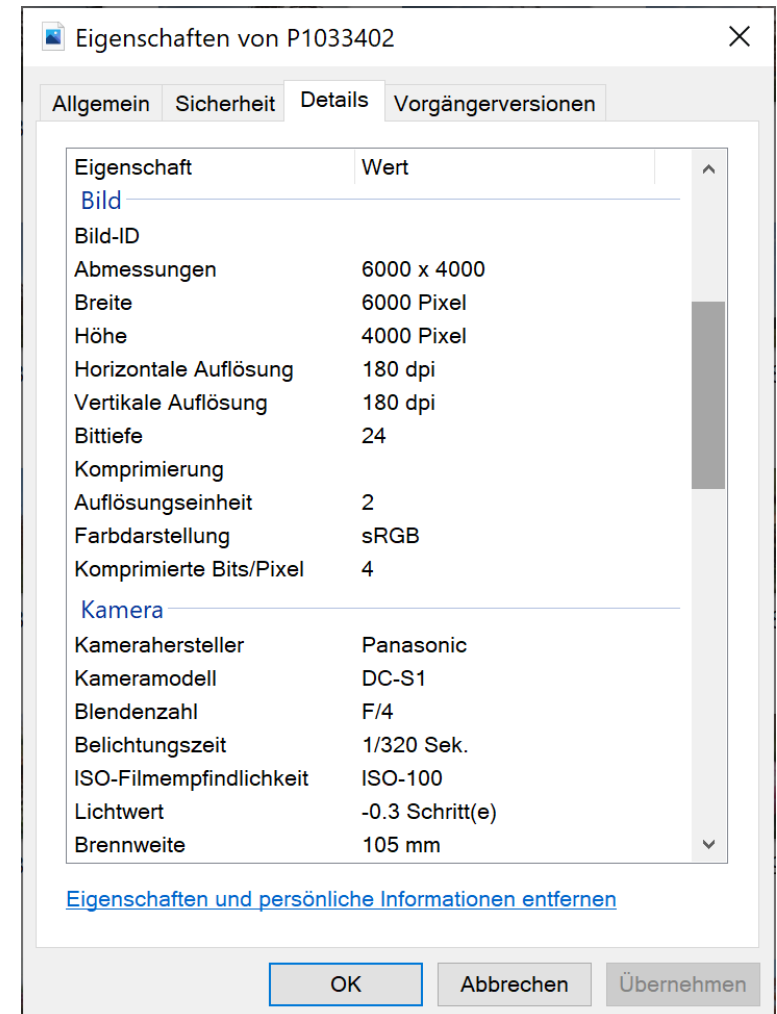 Eigenschaften von P1033402
Allgemein Sicherheit Details Vorgängerversionen
Eigenschaft Wert
Bild
Bild-ID
Abmessungen 6000 x 4000
Breite 6000 Pixel
Höhe 4000 Pixel
Horizontale Auflösung 180 dpi
Vertikale Auflösung 180 dpi
Bittiefe 24
Komprimierung
Auflösungseinheit 2
Farbdarstellung sRGB
Komprimierte Bits/Pixel 4
Kamera
Kamerahersteller Panasonic
Kameramodell DC-S1
Blendenzahl F/4
Belichtungszeit 1/320 Sek.
ISO-Filmempfindlichkeit ISO-100
Lichtwert -0.3 Schritt(e)
Brennweite 105 mm
Eigenschaften und persönliche Informationen entfernen
OK Abbrechen Übernehmen